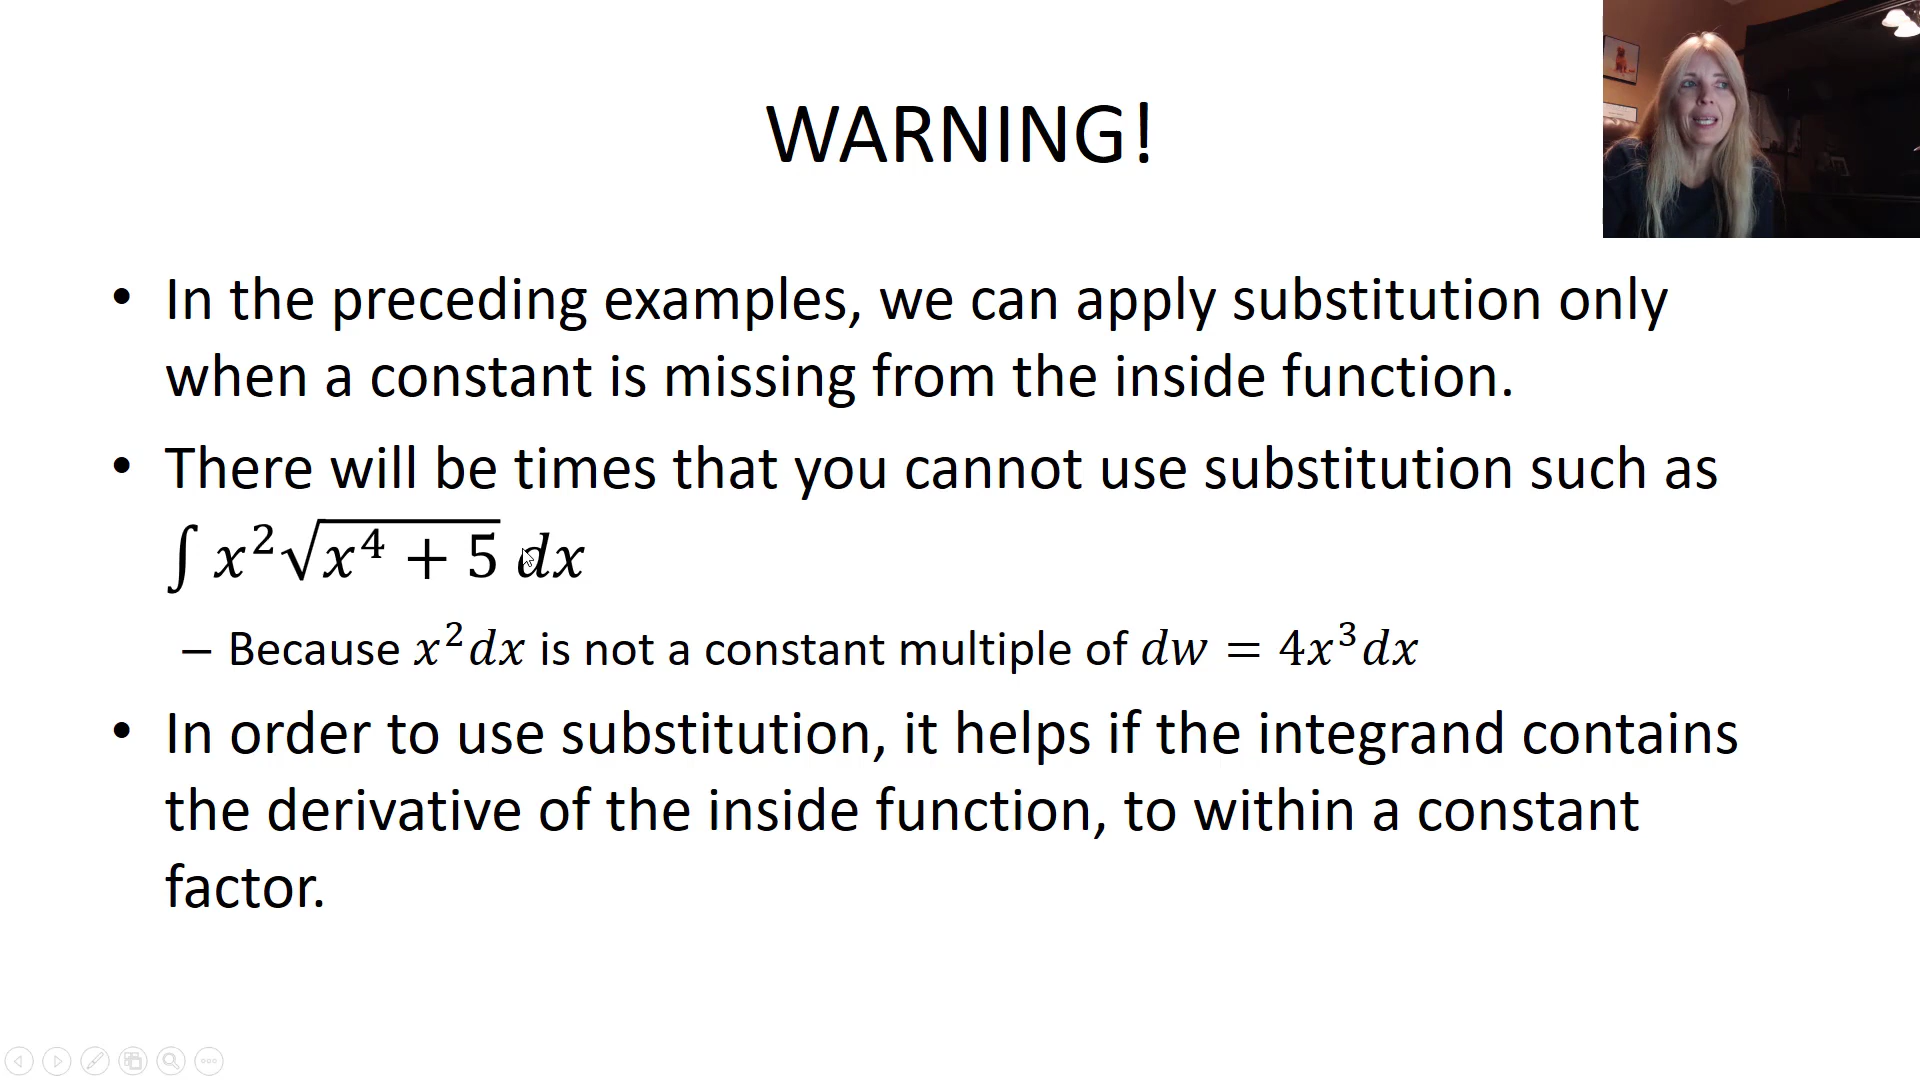 WARNING!
• In the preceding examples, we can apply substitution only
when a constant is missing from the inside function.
• There will be times that you cannot use substitution such as
∫ x²√(x⁴ + 5) dx
– Because x²dx is not a constant multiple of dw = 4x³dx
• In order to use substitution, it helps if the integrand contains
the derivative of the inside function, to within a constant
factor.